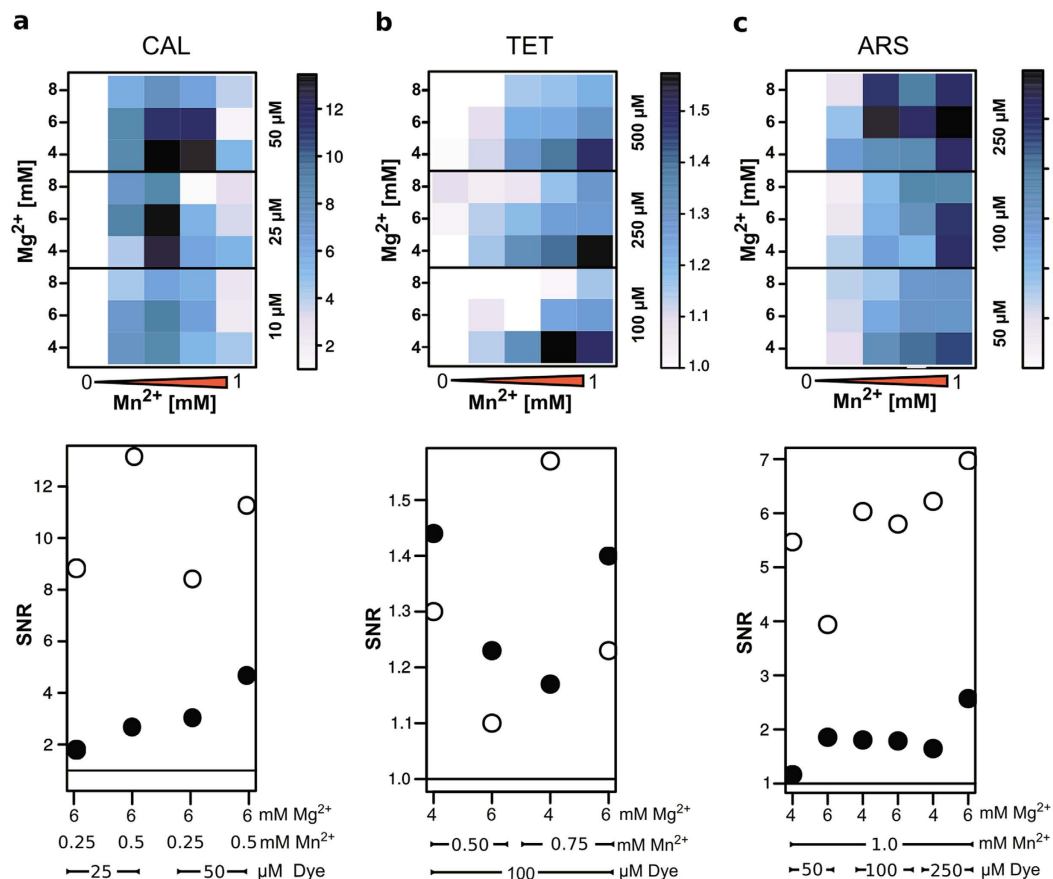 a
CAL
Mg²⁺ [mM]
8
6
4
8
6
4
8
6
4
50 µM
25 µM
10 µM
12
10
8
6
4
2
0 1
Mn²⁺ [mM]
b
TET
8
6
4
8
6
4
8
6
4
500 µM
250 µM
100 µM
1.5
1.4
1.3
1.2
1.1
1.0
0 1
Mn²⁺ [mM]
c
ARS
8
6
4
8
6
4
8
6
4
250 µM
100 µM
50 µM
0 1
Mn²⁺ [mM]
SNR
12
10
8
6
4
2
6 6 6 6 mM Mg²⁺
0.25 0.5 0.25 0.5 mM Mn²⁺
25 50 µM Dye
SNR
1.5
1.4
1.3
1.2
1.1
1.0
4 6 4 6 mM Mg²⁺
0.50 0.75 mM Mn²⁺
100 µM Dye
SNR
7
6
5
4
3
2
1
4 6 4 6 4 6 mM Mg²⁺
1.0 mM Mn²⁺
50 100 250 µM Dye